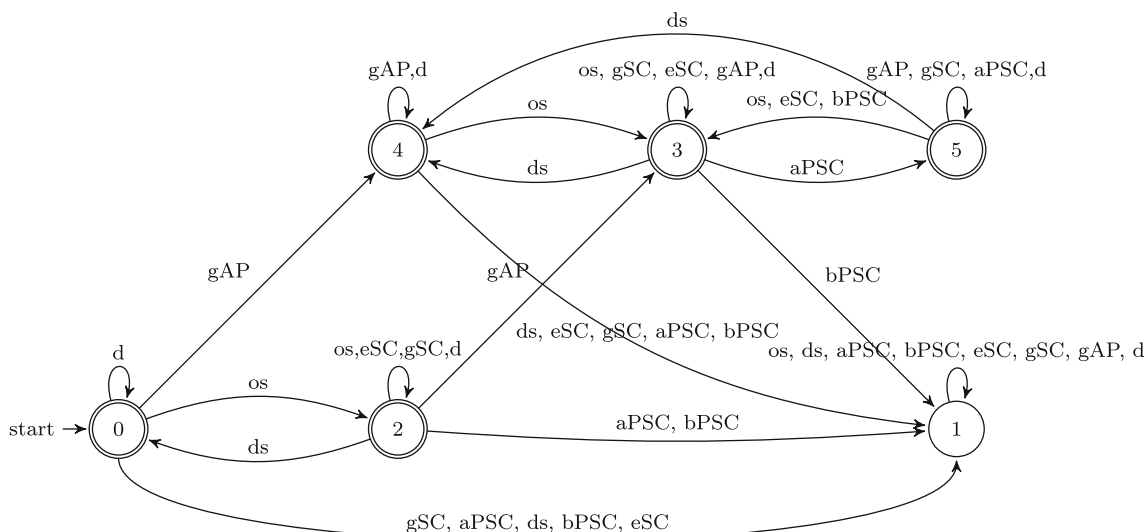 ds
gAP,d
os, gSC, eSC, gAP,d
gAP, gSC, aPSC,d
os
os, eSC, bPSC
4
3
5
ds
aPSC
gAP
gAP
bPSC
ds, eSC, gSC, aPSC, bPSC
d
os,eSC,gSC,d
os, ds, aPSC, bPSC, eSC, gSC, gAP, d
os
aPSC, bPSC
start
0
2
1
ds
gSC, aPSC, ds, bPSC, eSC